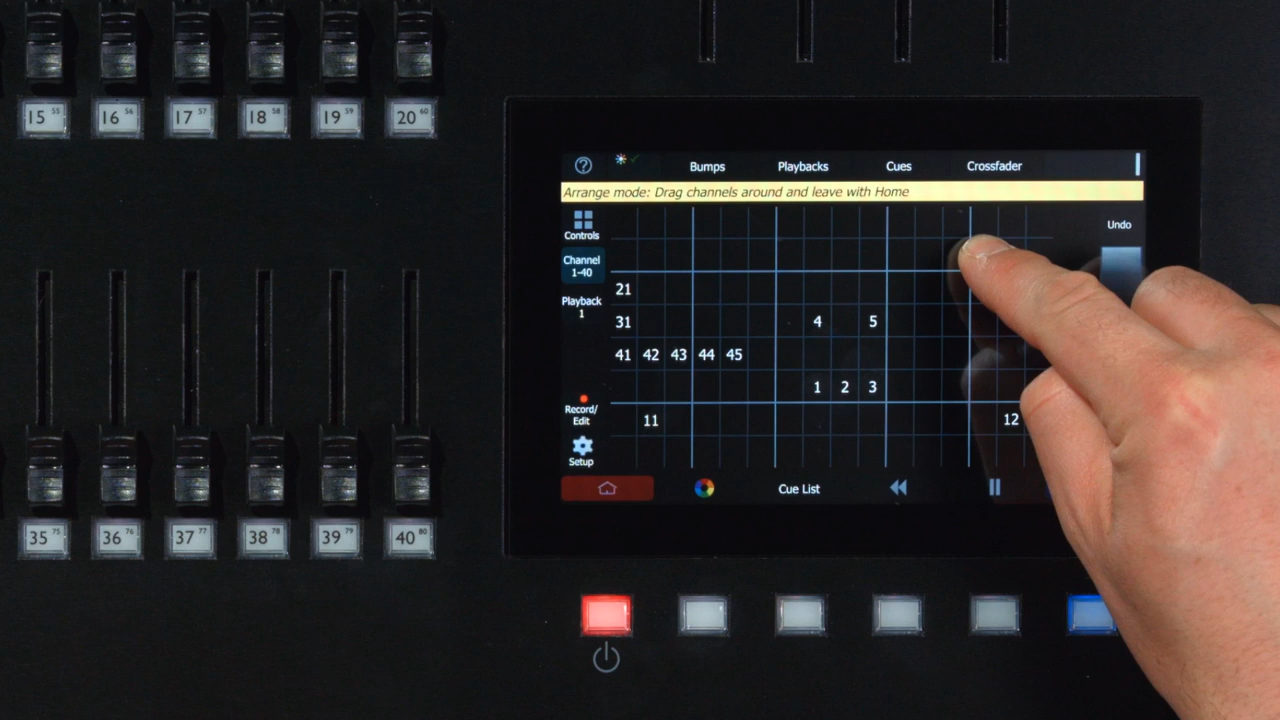 15 55 16 56 17 57 18 58 19 59 20 60
? Bumps Playbacks Cues Crossfader
Arrange mode: Drag channels around and leave with Home
Controls
Undo
Channel
1-40
21
Playback
1
31 4 5
41 42 43 44 45
1 2 3
Record/
Edit
11 12
Setup
Cue List
35 75 36 76 37 77 38 78 39 79 40 80